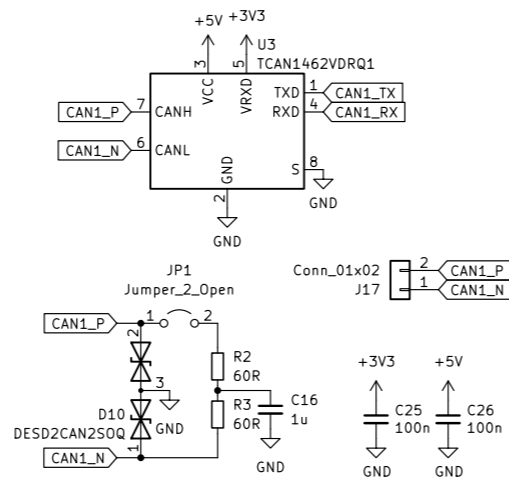 +5V
+3V3
U3
TCAN1462VDRQ1
3
5
VCC
VRXD
TXD
1
CAN1_TX
CAN1_P
7
CANH
RXD
4
CAN1_RX
CAN1_N
6
CANL
GND
S
8
2
GND
GND
JP1
Jumper_2_Open
Conn_01x02
2
CAN1_P
J17
1
CAN1_N
CAN1_P
1
2
2
R2
60R
+3V3
+5V
3
D10
GND
R3
60R
C16
1u
C25
100n
C26
100n
DESD2CAN2SOQ
1
CAN1_N
GND
GND
GND